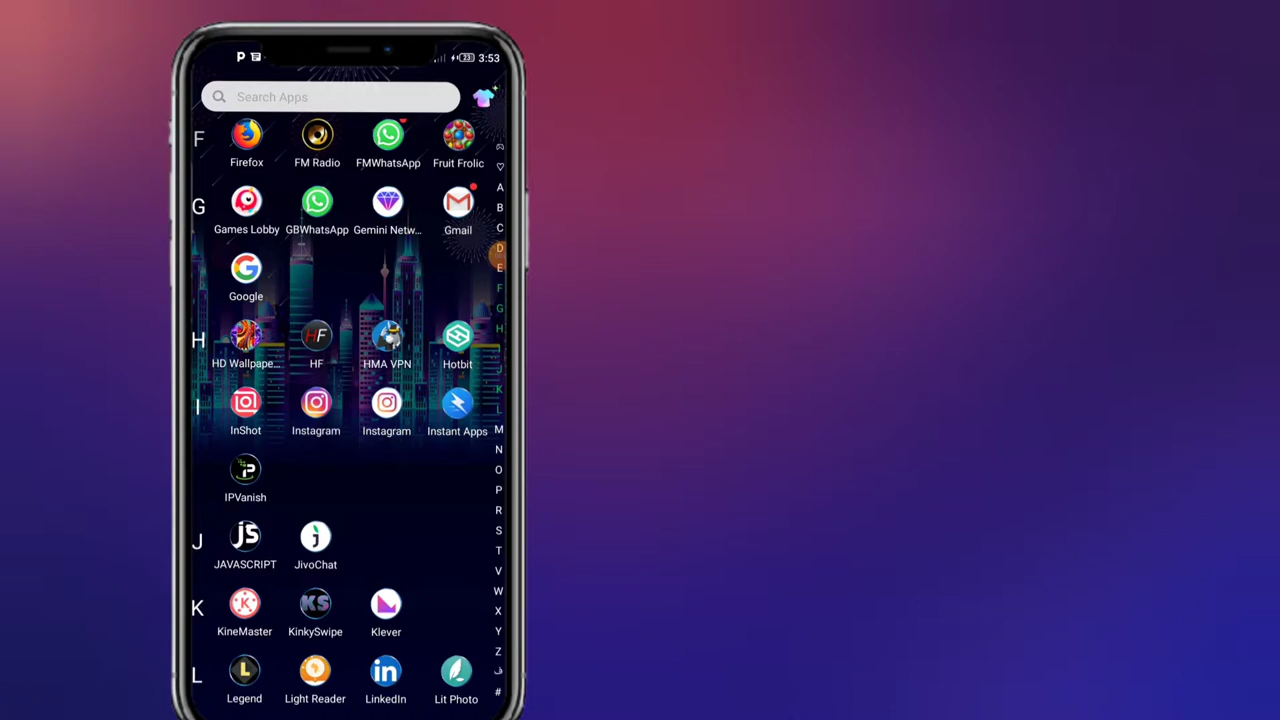 3:53
Search Apps
F
Firefox
FM Radio
FMWhatsApp
Fruit Frolic
G
Games Lobby
GBWhatsApp
Gemini Netw...
Gmail
Google
H
HD Wallpape...
HF
HMA VPN
Hotbit
I
InShot
Instagram
Instagram
Instant Apps
IPVanish
J
JAVASCRIPT
JivoChat
K
KineMaster
KinkySwipe
Klever
L
Legend
Light Reader
LinkedIn
Lit Photo
A
B
C
D
E
F
G
H
I
J
K
L
M
N
O
P
R
S
T
V
W
X
Y
Z
ف
#